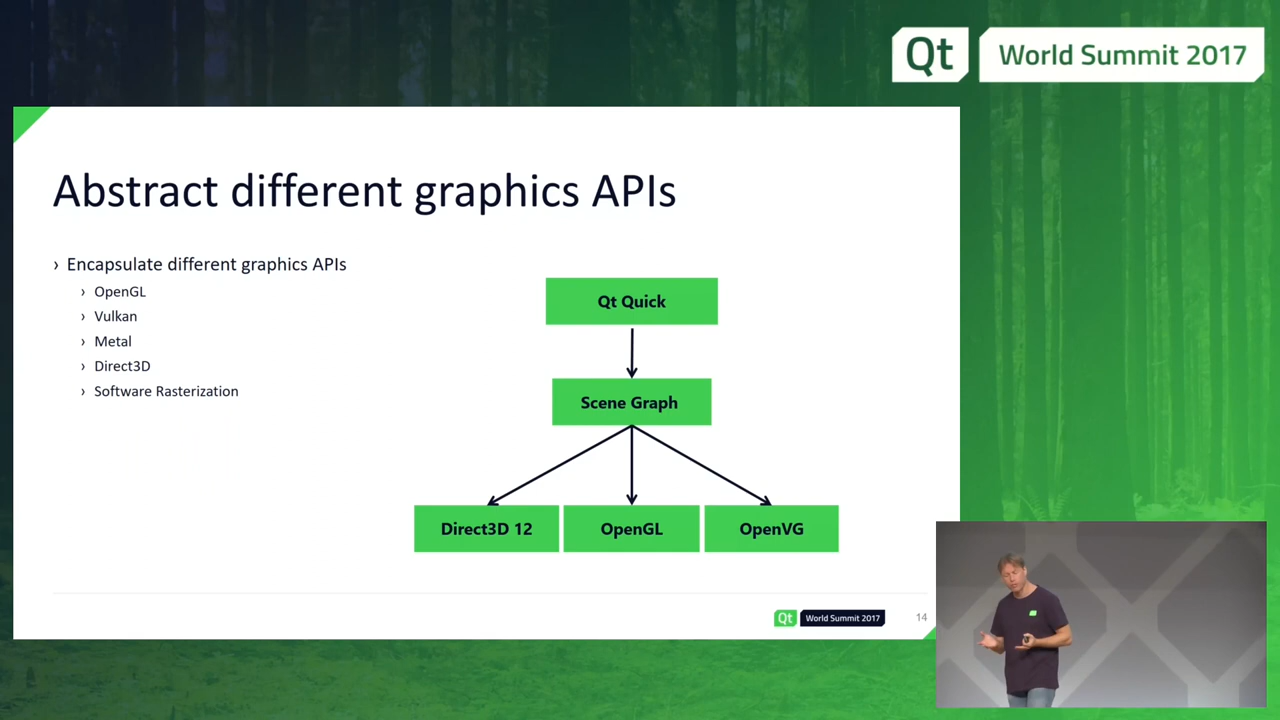 Qt World Summit 2017
Abstract different graphics APIs
› Encapsulate different graphics APIs
› OpenGL
› Vulkan
› Metal
› Direct3D
› Software Rasterization
Qt Quick
Scene Graph
Direct3D 12 OpenGL OpenVG
Qt World Summit 2017 14